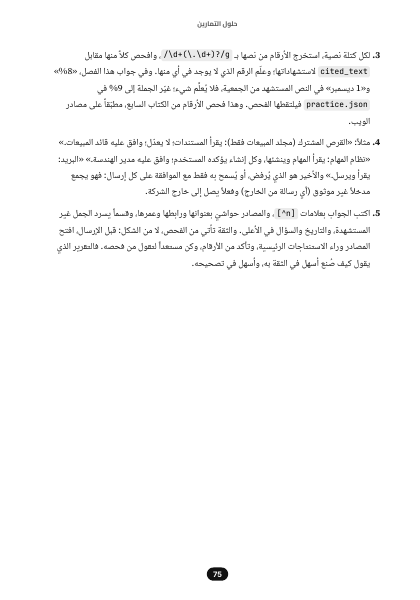 حلول التمارين
3. لكل كتلة نصية، استخرج الأرقام من نصها بـ /\d+(\.\d+)?/g، وافحص كلاً منها مقابل
cited_text لاستشهاداتها؛ وعلّم الرقم الذي لا يوجد في أي منها. وفي جواب هذا الفصل، «8%»
و«1 ديسمبر» في النص المستشهد من الجمعية، فلا يُعلَّم شيء؛ غيّر الجملة إلى 9% في
practice.json فيلتقطها الفحص. وهذا فحص الأرقام من الكتاب السابع، مطبّقاً على مصادر
الويب.
4. مثلاً: «القرص المشترك (مجلد المبيعات فقط): يقرأ المستندات؛ لا يعدّل؛ وافق عليه قائد المبيعات.»
«نظام المهام: يقرأ المهام وينشئها، وكل إنشاء يؤكده المستخدم؛ وافق عليه مدير الهندسة.» «البريد:
يقرأ ويرسل.» والأخير هو الذي يُرفض، أو يُسمح به فقط مع الموافقة على كل إرسال: فهو يجمع
مدخلاً غير موثوق (أي رسالة من الخارج) وفعلاً يصل إلى خارج الشركة.
5. اكتب الجواب بعلامات [^n]، والمصادر حواشيَ بعنوانها ورابطها وعمرها، وقسماً يسرد الجمل غير
المستشهدة، والتاريخ والسؤال في الأعلى. والثقة تأتي من الفحص، لا من الشكل: قبل الإرسال، افتح
المصادر وراء الاستنتاجات الرئيسية، وتأكد من الأرقام، وكن مستعداً لتقول من فحصه. فالتقرير الذي
يقول كيف صُنع أسهل في الثقة به، وأسهل في تصحيحه.
75